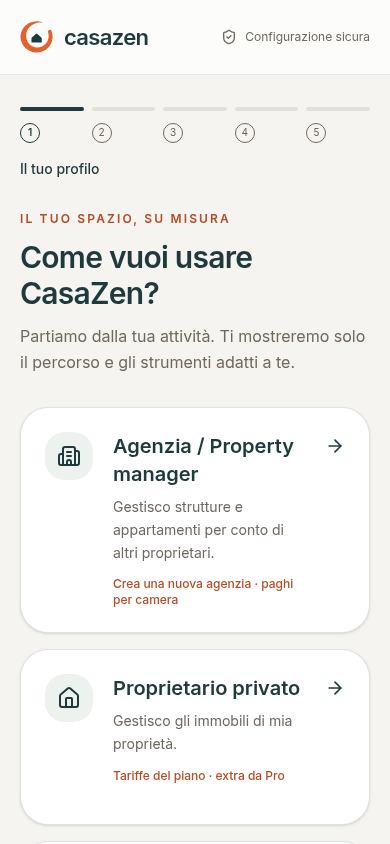 casazen
Configurazione sicura
1 2 3 4 5
Il tuo profilo
IL TUO SPAZIO, SU MISURA
Come vuoi usare
CasaZen?
Partiamo dalla tua attività. Ti mostreremo solo
il percorso e gli strumenti adatti a te.
Agenzia / Property
manager
Gestisco strutture e
appartamenti per conto di
altri proprietari.
Crea una nuova agenzia · paghi
per camera
Proprietario privato
Gestisco gli immobili di mia
proprietà.
Tariffe del piano · extra da Pro